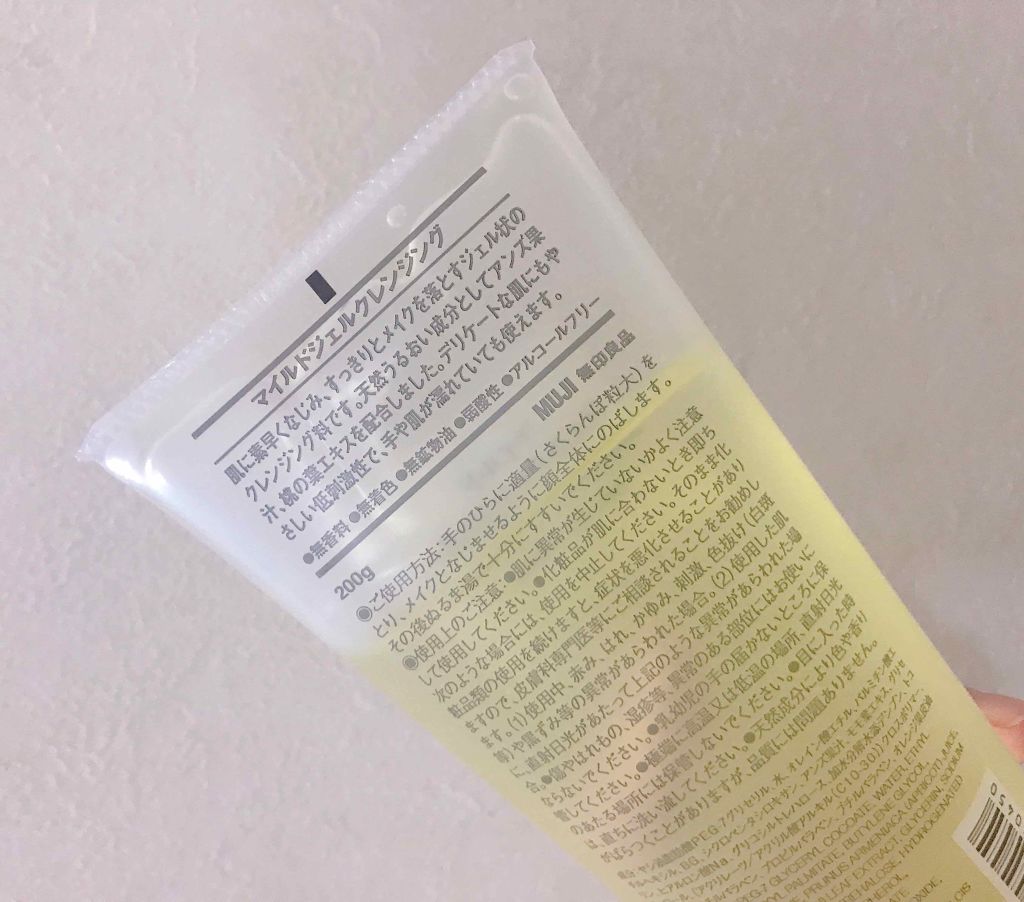 マイルドジェルクレンジング
肌に素早くなじみ、すっきりとメイクを落とすジェル状の
クレンジング料です。天然うるおい成分としてアンズ果
汁、桃の葉エキスを配合しました。デリケートな肌にもや
さしい低刺激性で、手や肌が濡れていても使えます。
●無香料 ●無着色 ●無鉱物油 ●弱酸性 ●アルコールフリー
200g
MUJI 無印良品
◉ご使用方法:手のひらに適量(さくらんぼ粒大)を
とり、メイクとなじませるように顔全体にのばします。
その後ぬるま湯で十分にすすいでください。
◉使用上のご注意:●肌に異常が生じていないかよく注意
して使用してください。●化粧品が肌に合わないとき即ち
次のような場合には、使用を中止してください。そのまま化
粧品類の使用を続けますと、症状を悪化させることがあり
ますので、皮膚科専門医等にご相談されることをお勧めし
ます。(1)使用中、赤み、はれ、かゆみ、刺激、色抜け(白斑
等)や黒ずみ等の異常があらわれた場合。(2)使用した肌
に、直射日光があたって上記のような異常があらわれた場
合。●傷やはれもの、湿疹等、異常のある部位にはお使いに
ならないでください。●乳幼児の手の届かないところに保
管してください。●極端に高温又は低温の場所、直射日光
のあたる場所には保管しないでください。●目に入った時
は、直ちに洗い流してください。●天然成分により色や香り
がばらつくことがありますが、品質には問題ありません。